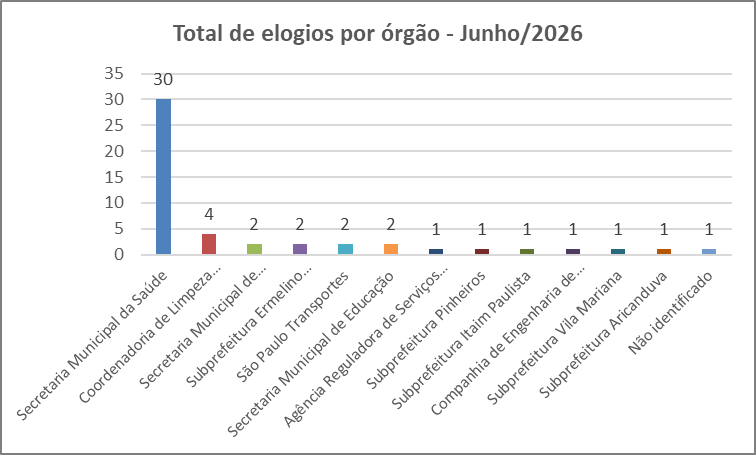 Total de elogios por órgão - Junho/2026
35
30
25
20
15
10
5
0
30
4
2
2
2
2
1
1
1
1
1
1
1
Secretaria Municipal da Saúde
Coordenadoria de Limpeza...
Secretaria Municipal de...
Subprefeitura Ermelino...
São Paulo Transportes
Secretaria Municipal de Educação
Agência Reguladora de Serviços...
Subprefeitura Pinheiros
Subprefeitura Itaim Paulista
Companhia de Engenharia de...
Subprefeitura Vila Mariana
Subprefeitura Aricanduva
Não identificado